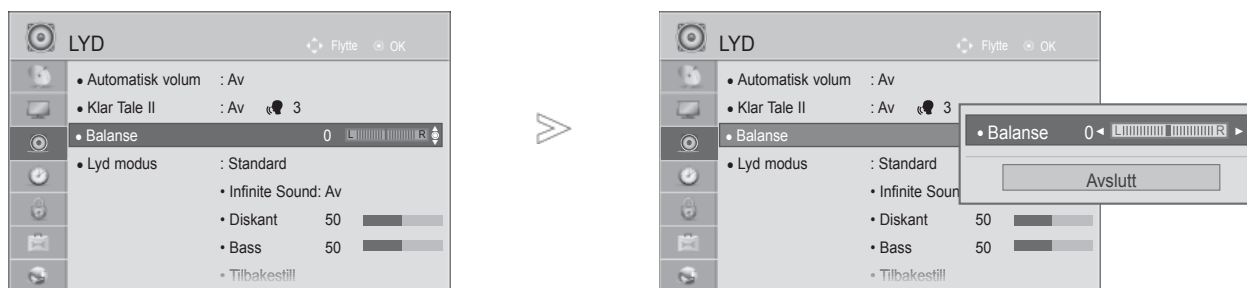 LYD
Flytte OK
• Automatisk volum : Av
• Klar Tale II : Av 3
• Balanse 0 L R
• Lyd modus : Standard
• Infinite Sound: Av
• Diskant 50
• Bass 50
• Tilbakestill
LYD
Flytte OK
• Automatisk volum : Av
• Klar Tale II : Av 3
• Balanse
• Lyd modus : Standard
• Infinite Soun
• Diskant 50
• Bass 50
• Tilbakestill
• Balanse 0 ◄ L R ►
Avslutt